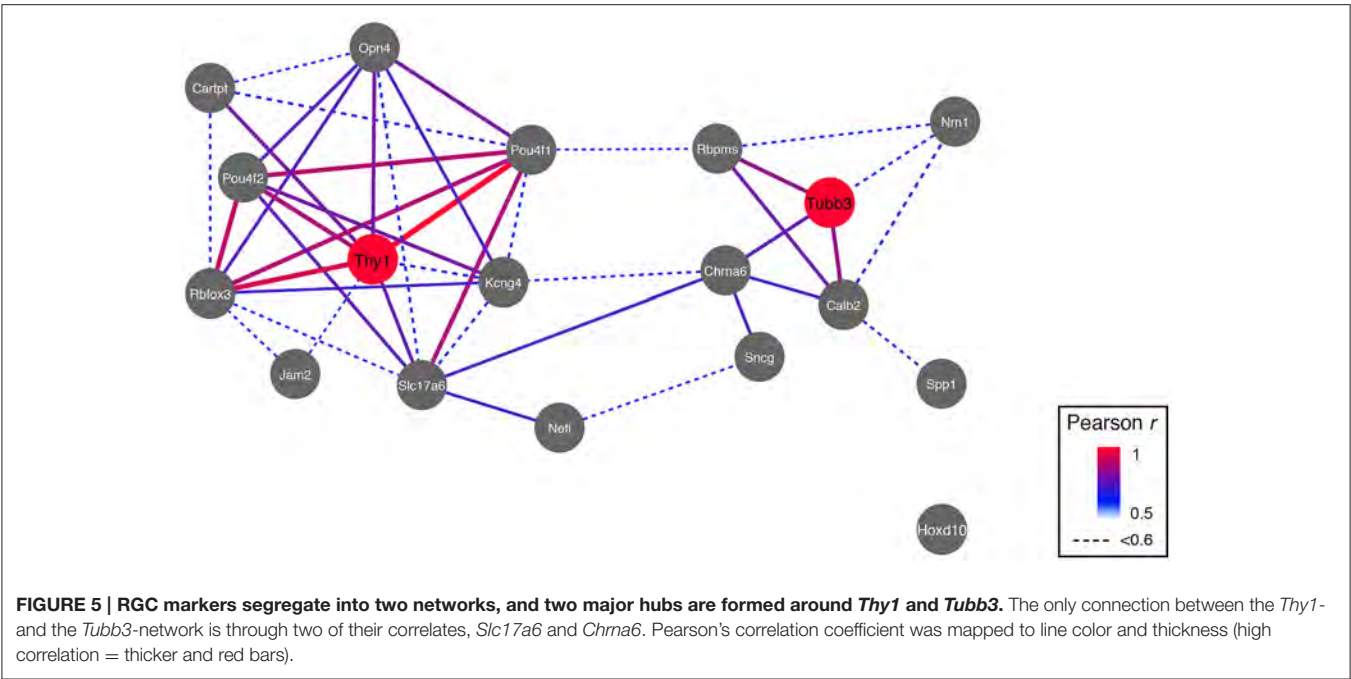 Opn4
Cartpt
Nrn1
Pou4f1
Rbpms
Pou4f2
Tubb3
Thy1
Chrna6
Kcng4
Rbfox3
Calb2
Sncg
Jam2
Slc17a6
Spp1
Nefl
Pearson r
1
0.5
<0.6
Hoxd10
FIGURE 5 | RGC markers segregate into two networks, and two major hubs are formed around Thy1 and Tubb3. The only connection between the Thy1-
and the Tubb3-network is through two of their correlates, Slc17a6 and Chrna6. Pearson's correlation coefficient was mapped to line color and thickness (high
correlation = thicker and red bars).